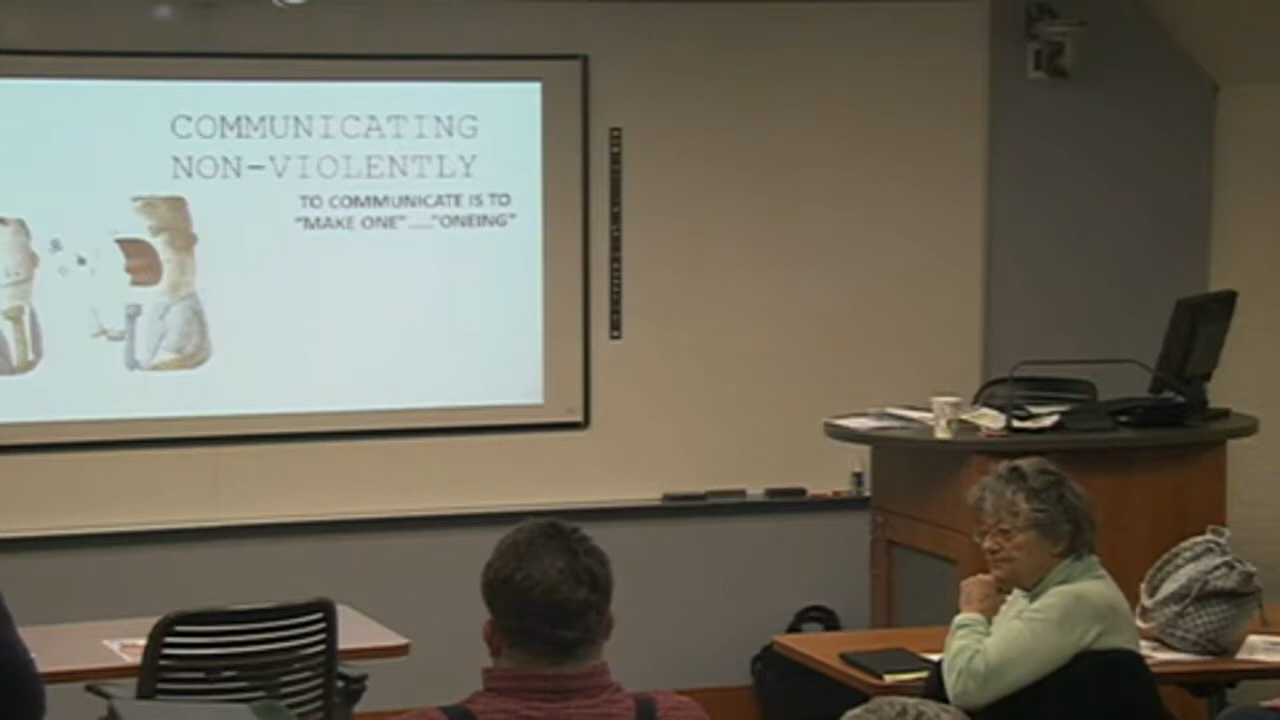 COMMUNICATING
NON-VIOLENTLY
TO COMMUNICATE IS TO
"MAKE ONE".....“ONEING”